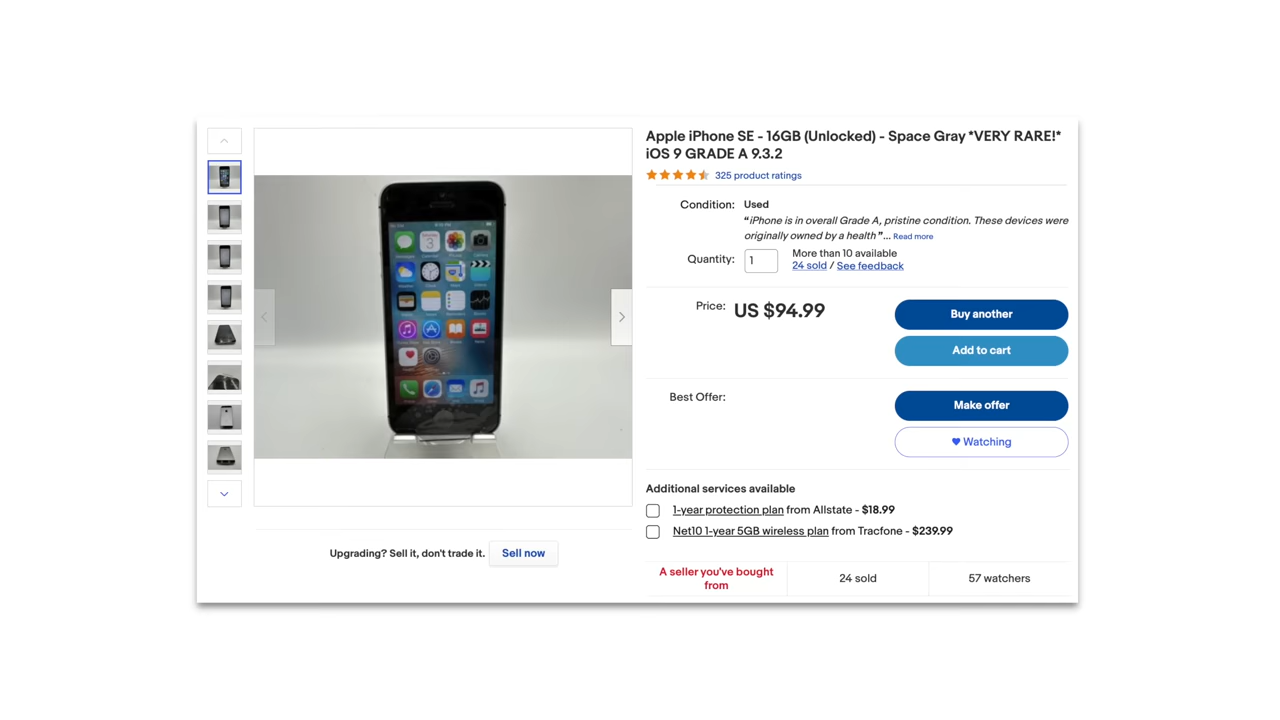 Apple iPhone SE - 16GB (Unlocked) - Space Gray *VERY RARE!*
iOS 9 GRADE A 9.3.2
325 product ratings
Condition: Used
“iPhone is in overall Grade A, pristine condition. These devices were
originally owned by a health”... Read more
Quantity: 1
More than 10 available
24 sold / See feedback
Price: US $94.99
Buy another
Add to cart
Best Offer:
Make offer
Watching
Additional services available
1-year protection plan from Allstate - $18.99
Net10 1-year 5GB wireless plan from Tracfone - $239.99
Upgrading? Sell it, don't trade it. Sell now
A seller you've bought
from
24 sold
57 watchers